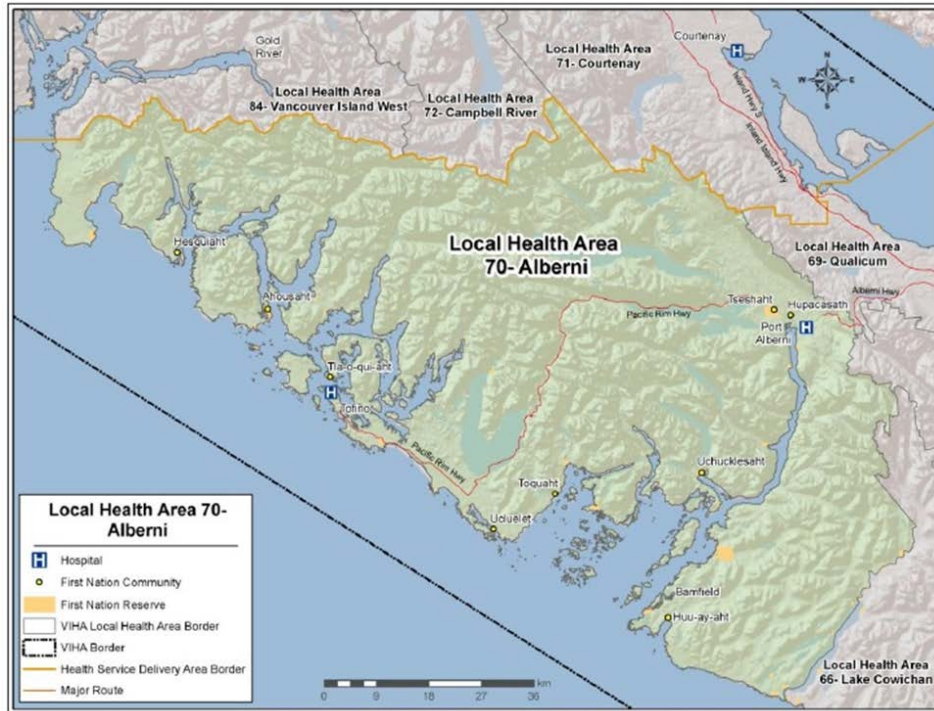 Gold
River
Local Health Area
84- Vancouver Island West
Local Health Area
72- Campbell River
Local Health Area
71- Courtenay
Courtenay
H
N
W
E
S
Island Hwy S
Inland Island Hwy
Local Health Area
69- Qualicum
Alberni Hwy
Local Health Area
70- Alberni
Hesquiaht
Ahousaht
Tla-o-qui-aht
H
Tofino
Pacific Rim Hwy
Pacific Rim Hwy
Tseshaht
Hupacasath
Port
Alberni
H
Uchucklesaht
Toquaht
Ucluelet
Bamfield
Huu-ay-aht
Local Health Area
66- Lake Cowichan
Local Health Area 70-
Alberni
H Hospital
First Nation Community
First Nation Reserve
VIHA Local Health Area Border
VIHA Border
Health Service Delivery Area Border
Major Route
km
0 9 18 27 36